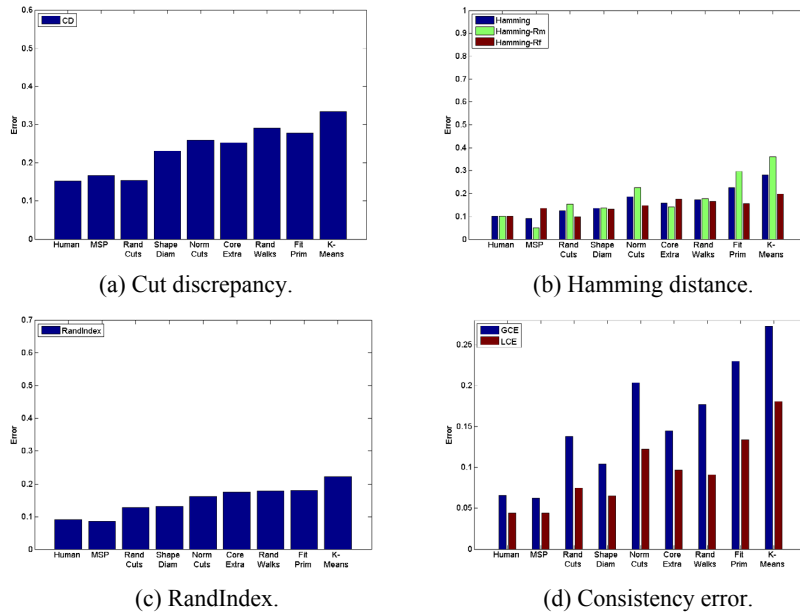 0.6
0.5
0.4
0.3
0.2
0.1
0
Error
CD
Human MSP Rand Cuts Shape Diam Norm Cuts Core Extra Rand Walks Fit Prim K-Means
(a) Cut discrepancy.
1
0.9
0.8
0.7
0.6
0.5
0.4
0.3
0.2
0.1
0
Error
Hamming
Hamming-Rm
Hamming-Rf
Human MSP Rand Cuts Shape Diam Norm Cuts Core Extra Rand Walks Fit Prim K-Means
(b) Hamming distance.
0.7
0.6
0.5
0.4
0.3
0.2
0.1
0
Error
RandIndex
Human MSP Rand Cuts Shape Diam Norm Cuts Core Extra Rand Walks Fit Prim K-Means
(c) RandIndex.
0.25
0.2
0.15
0.1
0.05
0
Error
GCE
LCE
Human MSP Rand Cuts Shape Diam Norm Cuts Core Extra Rand Walks Fit Prim K-Means
(d) Consistency error.